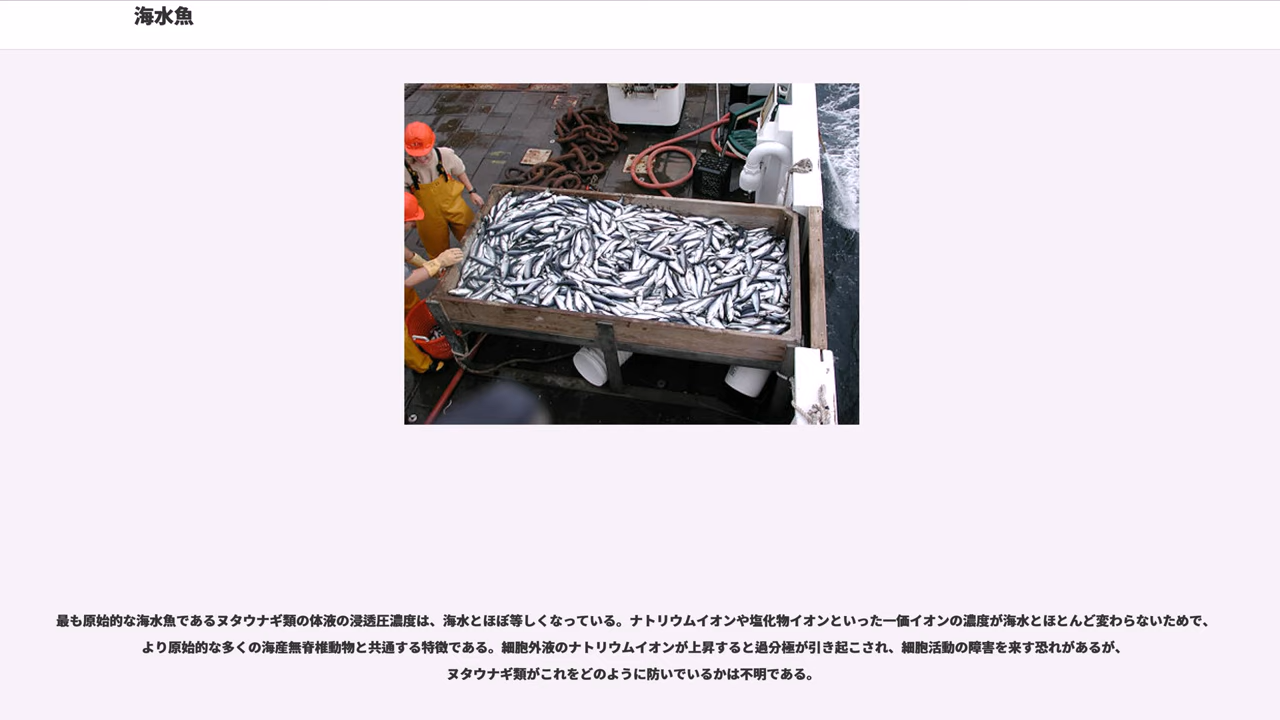 海水魚
最も原始的な海水魚であるヌタウナギ類の体液の浸透圧濃度は、海水とほぼ等しくなっている。ナトリウムイオンや塩化物イオンといった一価イオンの濃度が海水とほとんど変わらないためで、
より原始的な多くの海産無脊椎動物と共通する特徴である。細胞外液のナトリウムイオンが上昇すると過分極が引き起こされ、細胞活動の障害を来す恐れがあるが、
ヌタウナギ類がこれをどのように防いでいるかは不明である。